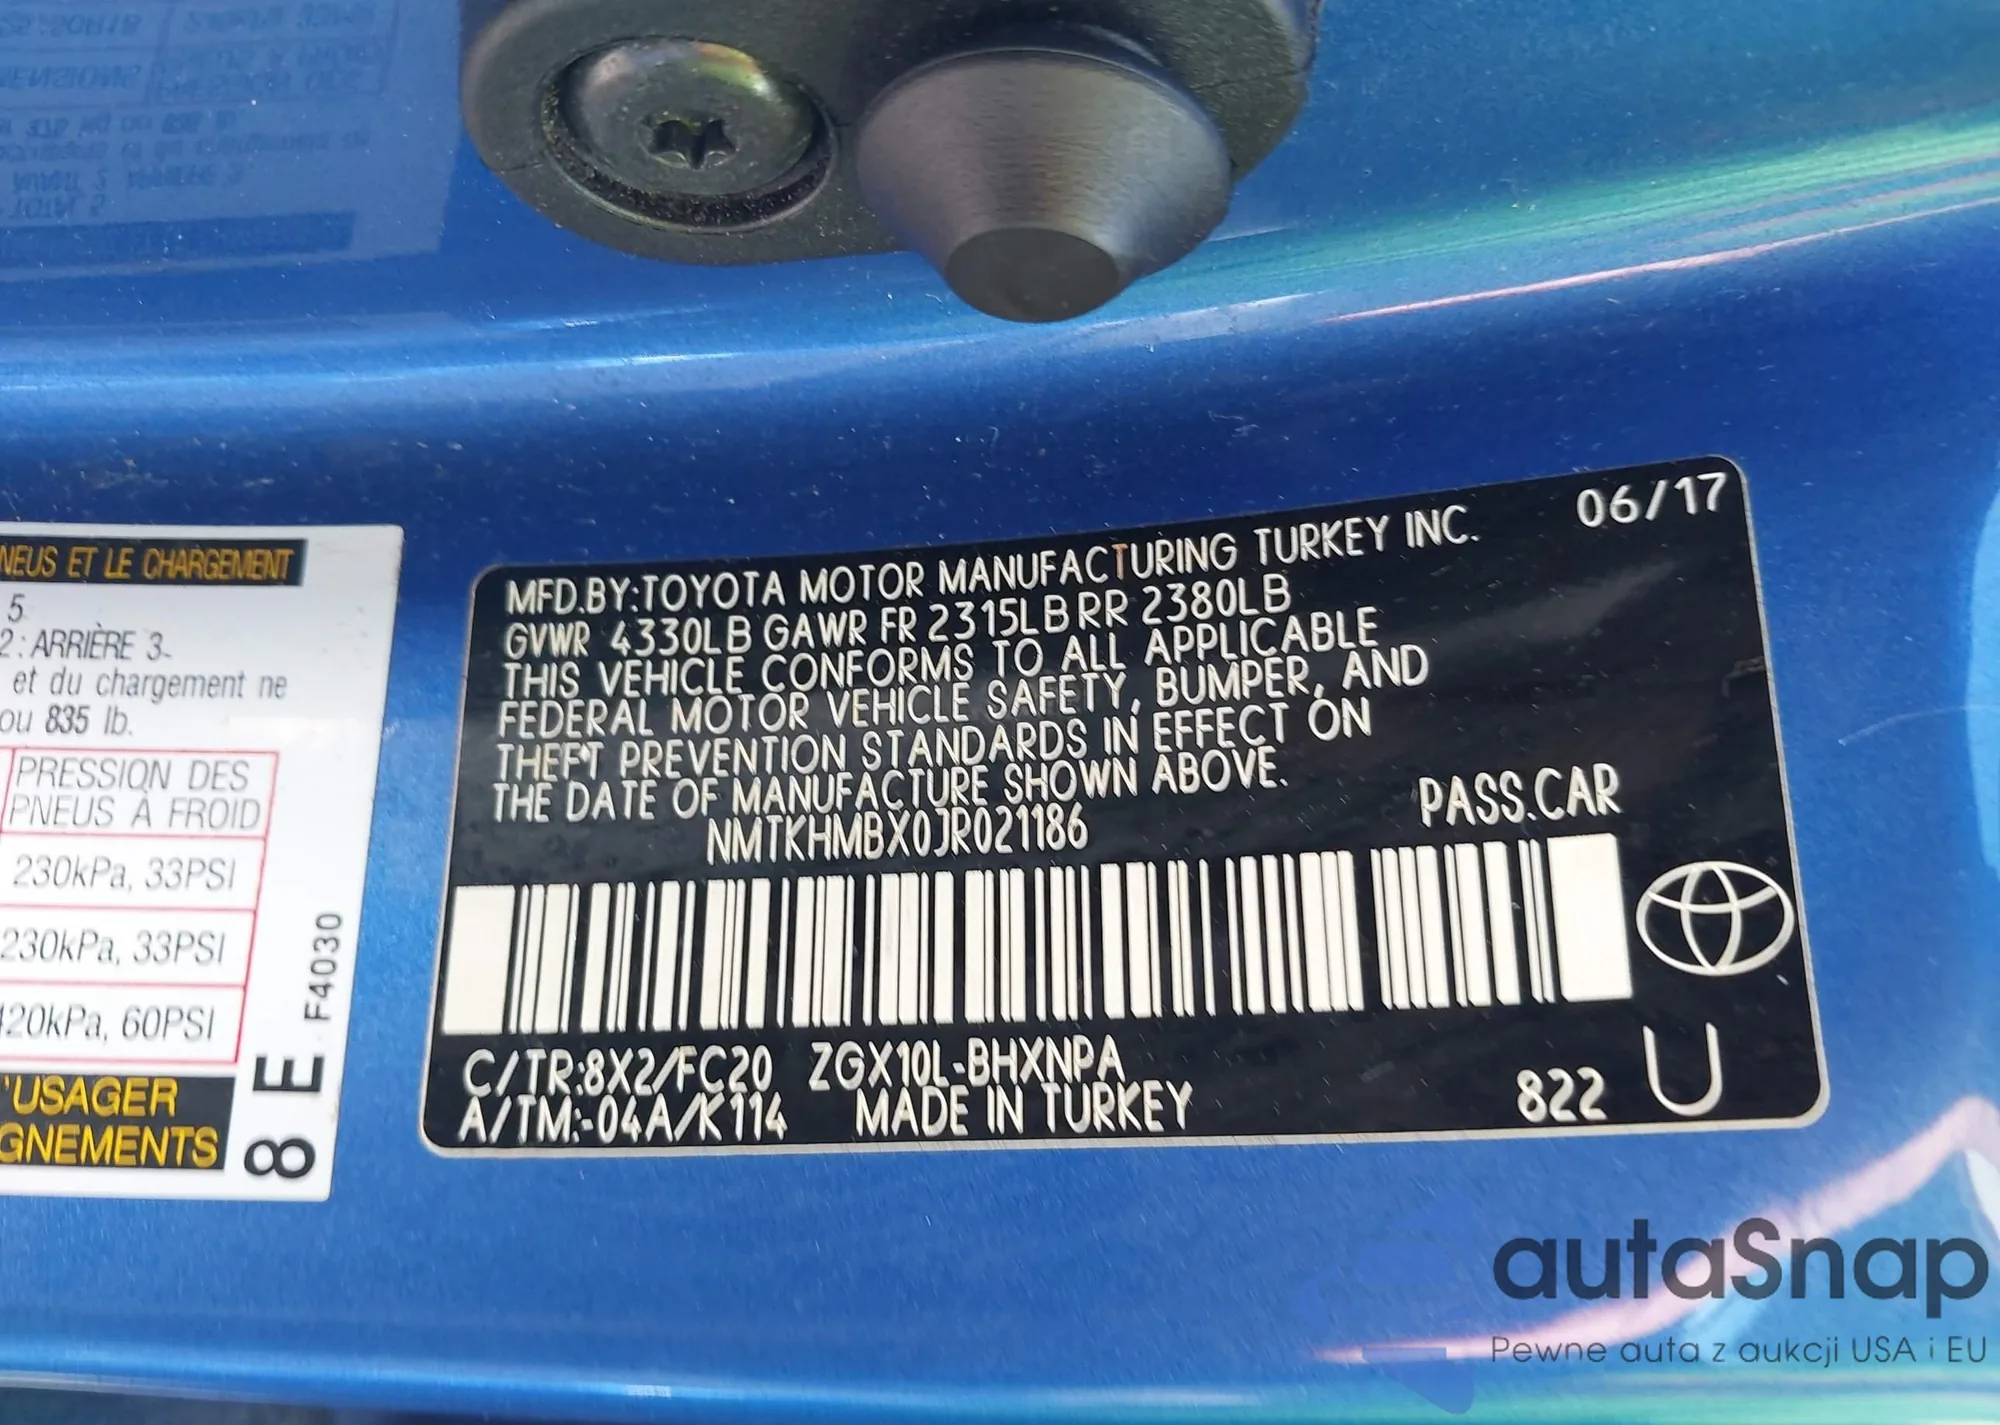 NEUS ET LE CHARGEMENT
5
2: ARRIÈRE 3
et du chargement ne
ou 835 lb.
PRESSION DES
PNEUS À FROID
230kPa, 33PSI
230kPa, 33PSI
420kPa, 60PSI
'USAGER
GNEMENTS
8 E
F4030
06/17
MFD.BY:TOYOTA MOTOR MANUFACTURING TURKEY INC.
GVWR 4330LB GAWR FR 2315LB RR 2380LB
THIS VEHICLE CONFORMS TO ALL APPLICABLE
FEDERAL MOTOR VEHICLE SAFETY, BUMPER, AND
THEFT PREVENTION STANDARDS IN EFFECT ON
THE DATE OF MANUFACTURE SHOWN ABOVE.
NMTKHMBX0JR021186 PASS.CAR
C/TR:8X2/FC20 ZGX10L-BHXNPA
A/TM:-04A/K114 MADE IN TURKEY 822 U
autaSnap
Pewne auta z aukcji USA i EU